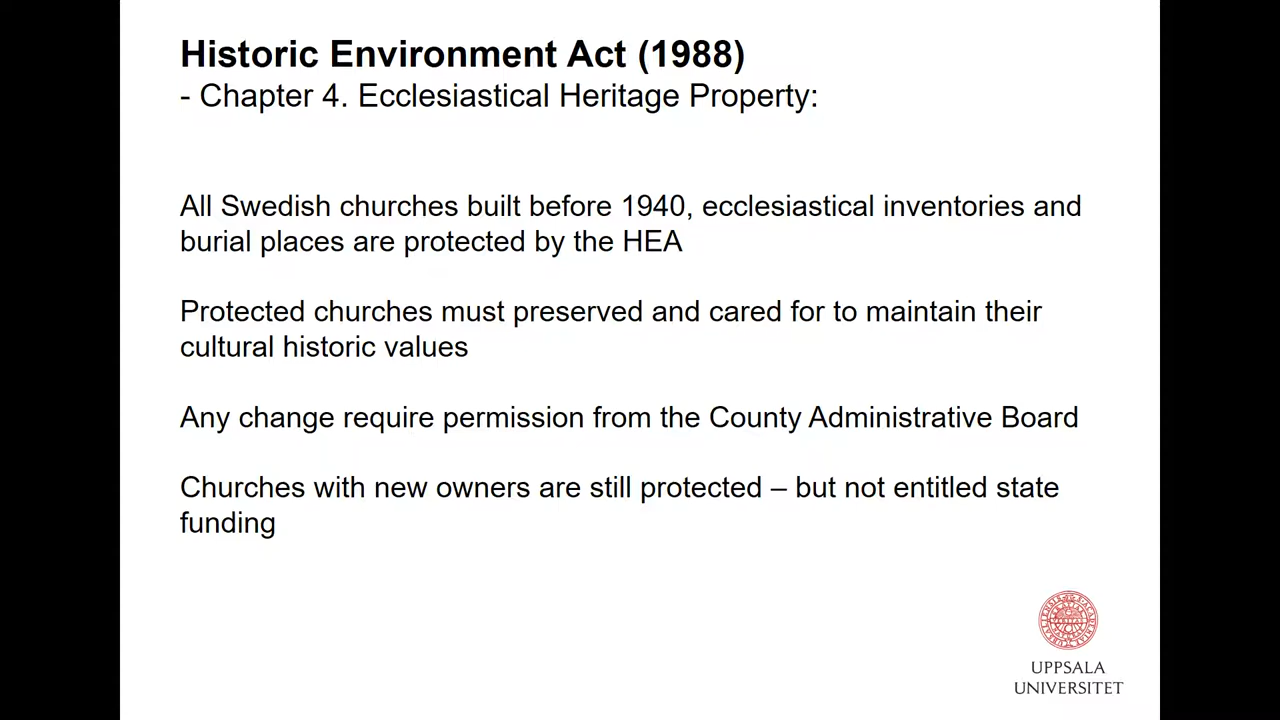 Historic Environment Act (1988)
- Chapter 4. Ecclesiastical Heritage Property:
All Swedish churches built before 1940, ecclesiastical inventories and
burial places are protected by the HEA
Protected churches must preserved and cared for to maintain their
cultural historic values
Any change require permission from the County Administrative Board
Churches with new owners are still protected – but not entitled state
funding
UPPSALA
UNIVERSITET